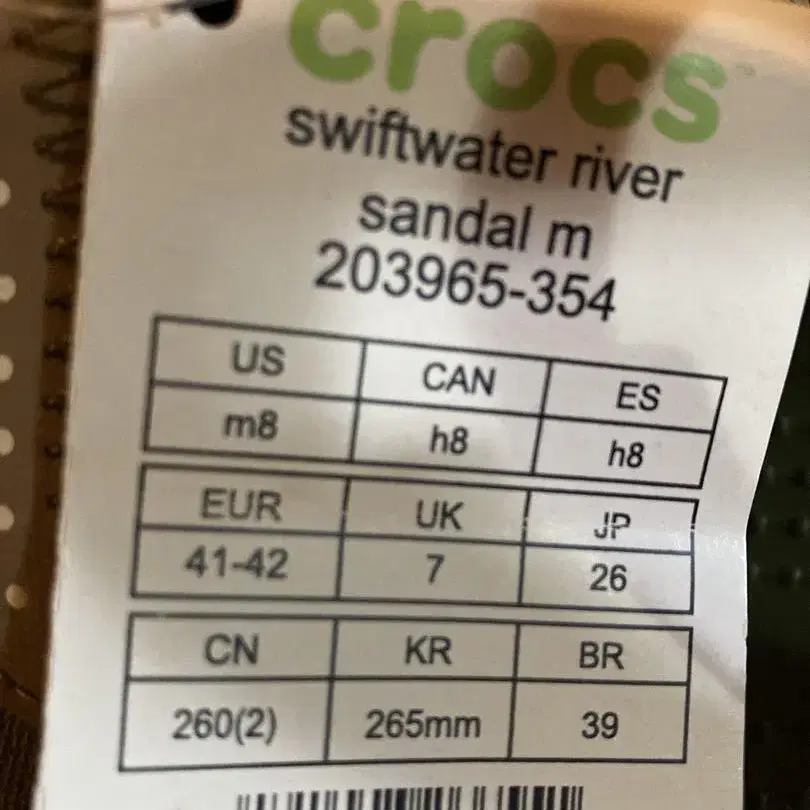 crocs
swiftwater river
sandal m
203965-354
US CAN ES
m8 h8 h8
EUR UK JP
41-42 7 26
CN KR BR
260(2) 265mm 39